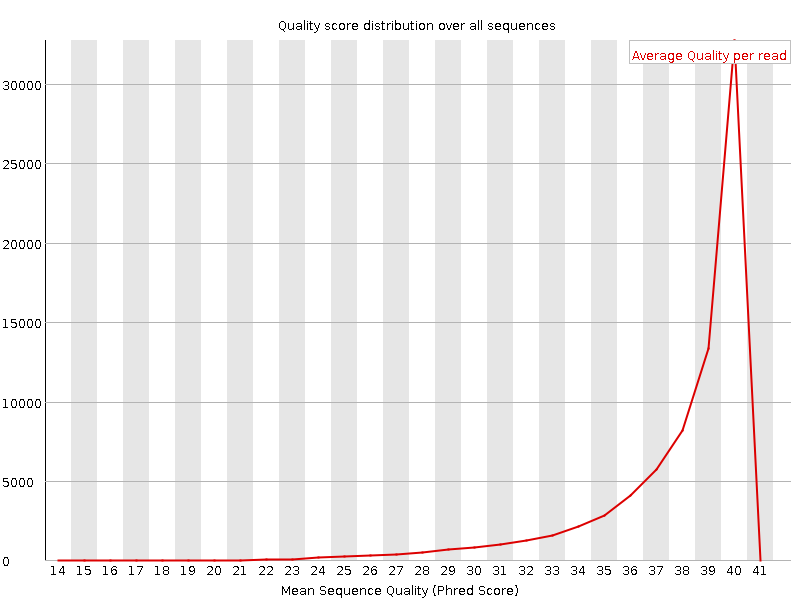 Quality score distribution over all sequences
Average Quality per read
30000
25000
20000
15000
10000
5000
0
14 15 16 17 18 19 20 21 22 23 24 25 26 27 28 29 30 31 32 33 34 35 36 37 38 39 40 41
Mean Sequence Quality (Phred Score)